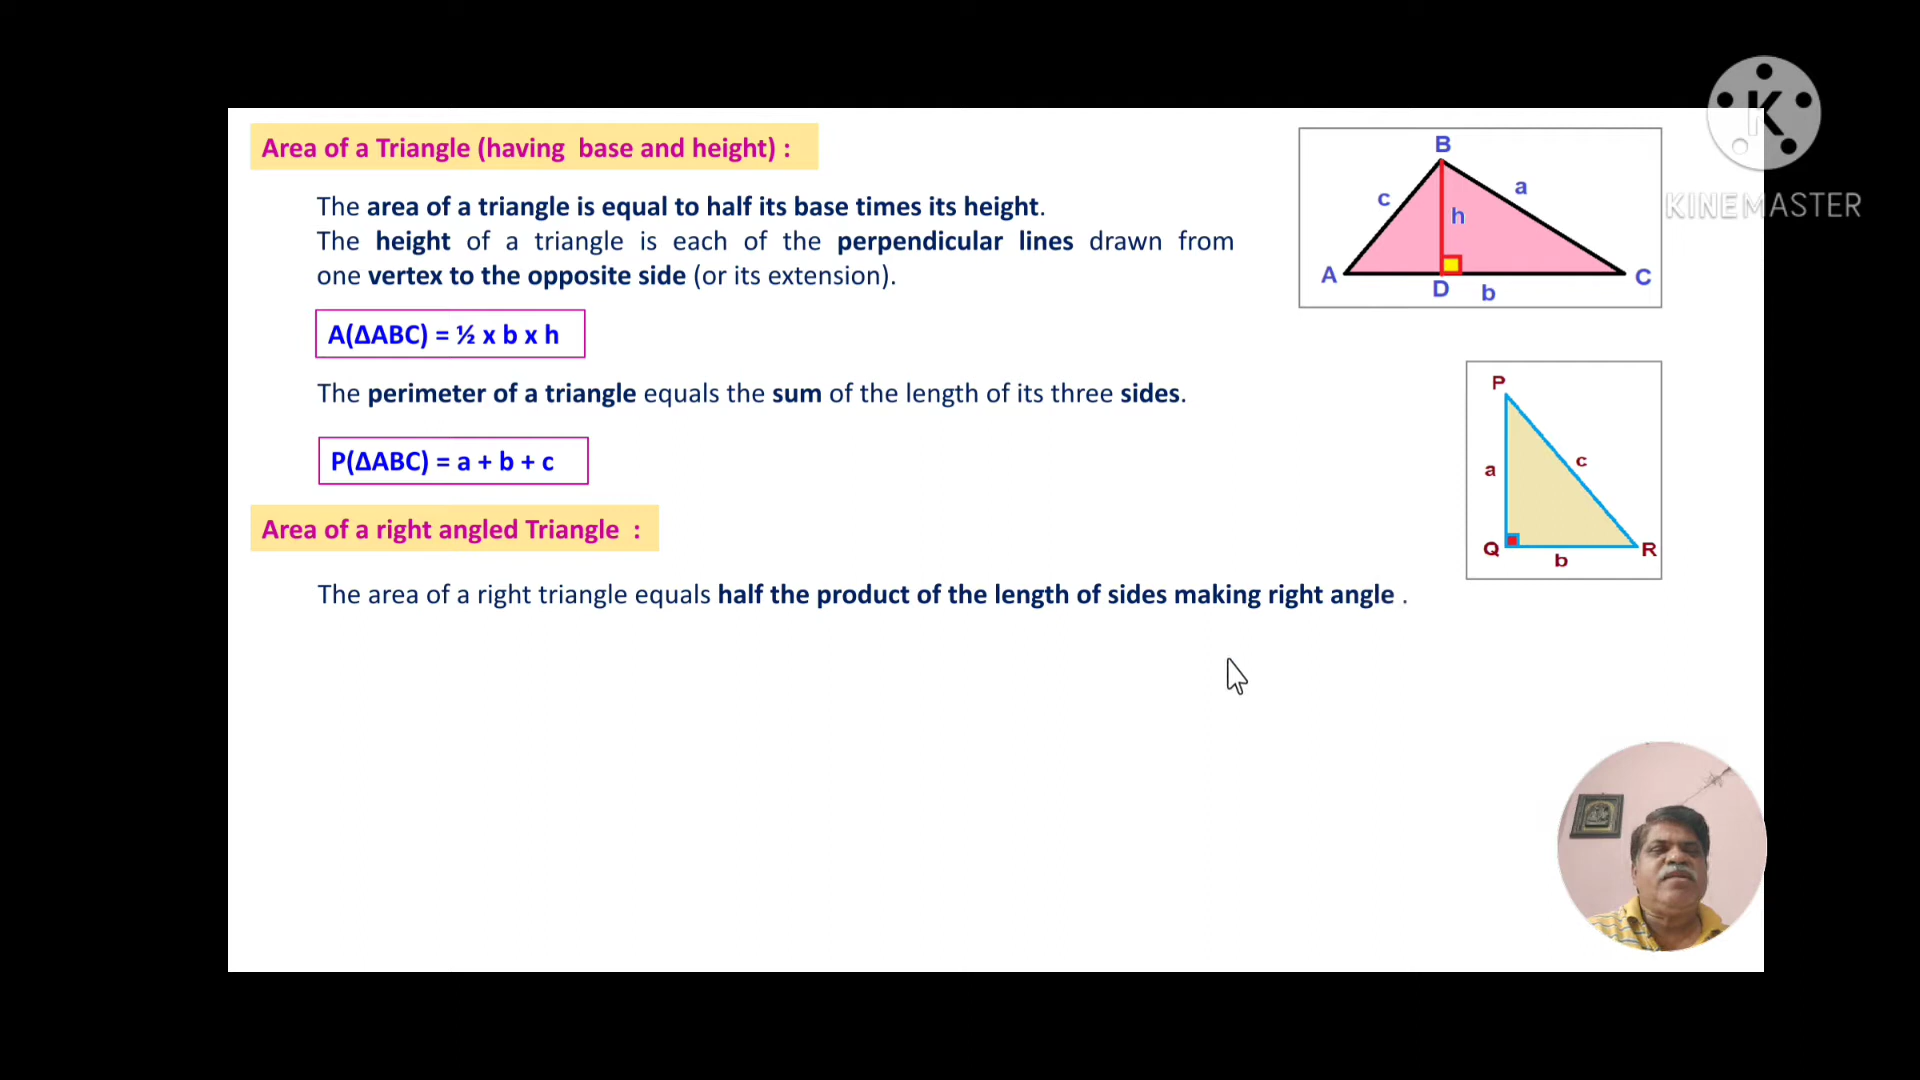 Area of a Triangle (having base and height) :
The area of a triangle is equal to half its base times its height.
The height of a triangle is each of the perpendicular lines drawn from
one vertex to the opposite side (or its extension).
A(ΔABC) = ½ x b x h
The perimeter of a triangle equals the sum of the length of its three sides.
P(ΔABC) = a + b + c
Area of a right angled Triangle :
The area of a right triangle equals half the product of the length of sides making right angle .
B
c
a
h
A
D
b
C
P
a
c
Q
b
R
K
KINEMASTER